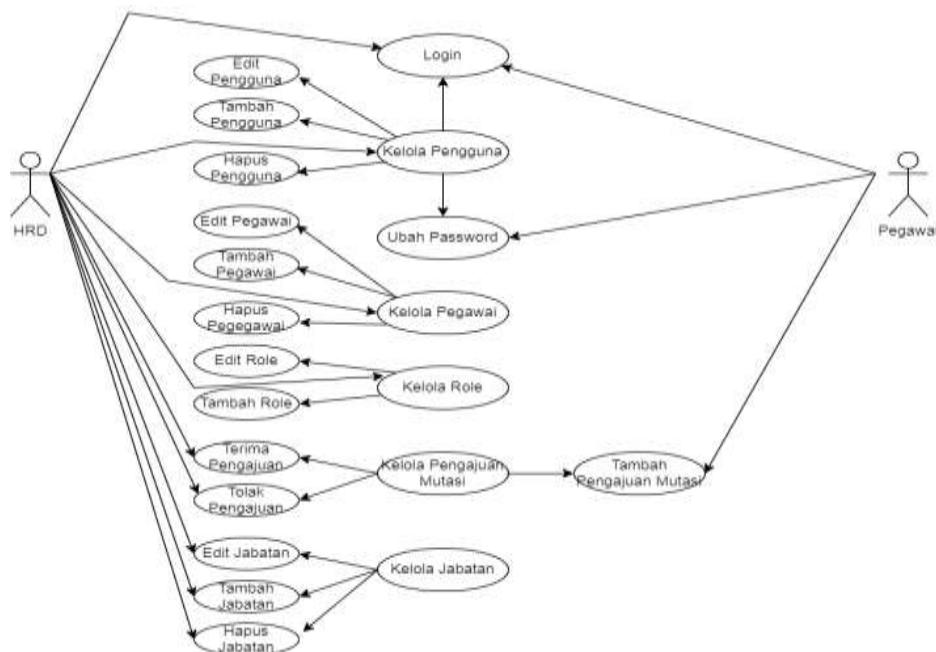 Login
Edit
Pengguna
Tambah
Pengguna
Kelola Pengguna
Hapus
Pengguna
HRD
Pegawai
Edit Pegawai
Ubah Password
Tambah
Pegawai
Kelola Pegawai
Hapus
Pegegawai
Edit Role
Kelola Role
Tambah Role
Terima
Pengajuan
Kelola Pengajuan
Mutasi
Tambah
Pengajuan Mutasi
Tolak
Pengajuan
Edit Jabatan
Kelola Jabatan
Tambah
Jabatan
Hapus
Jabatan